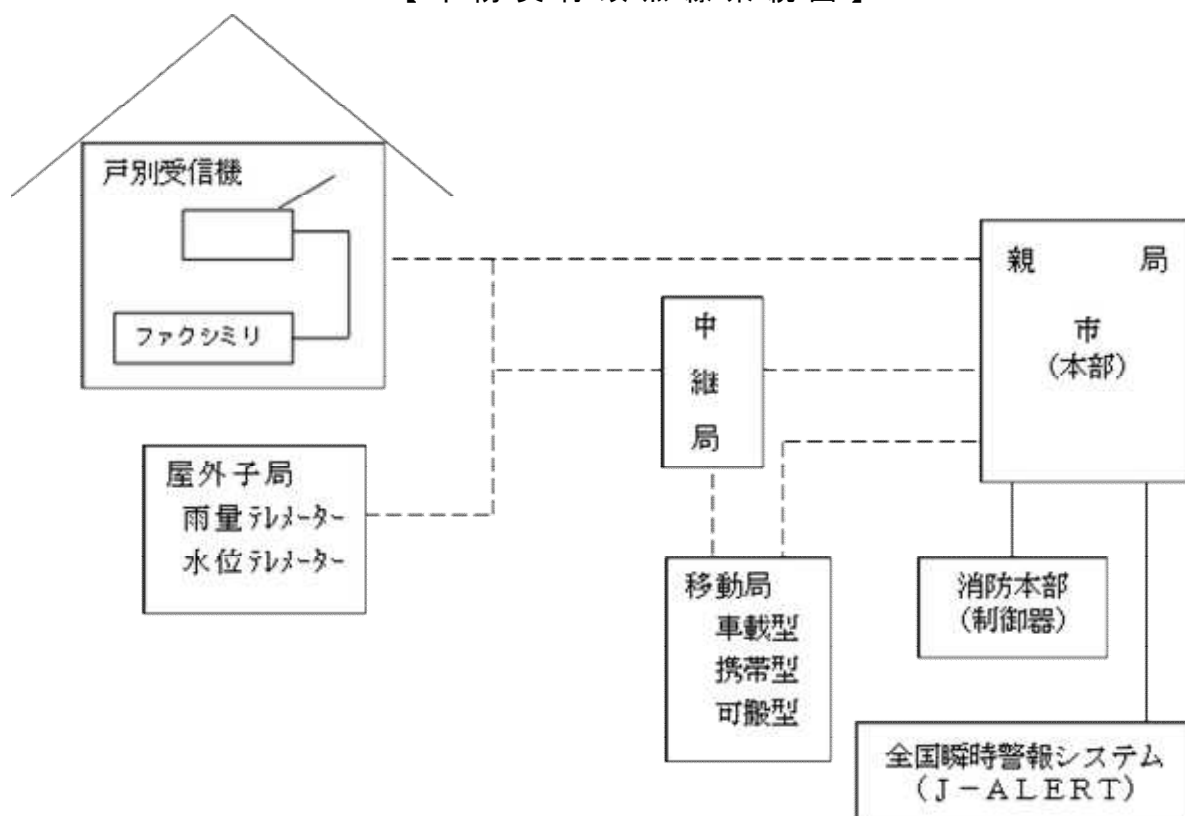 戸別受信機
ファクシミリ
屋外子局
雨量テレメーター
水位テレメーター
中継局
移動局
車載型
携帯型
可搬型
親　局
市
(本部)
消防本部
(制御器)
全国瞬時警報システム
(J-ALERT)